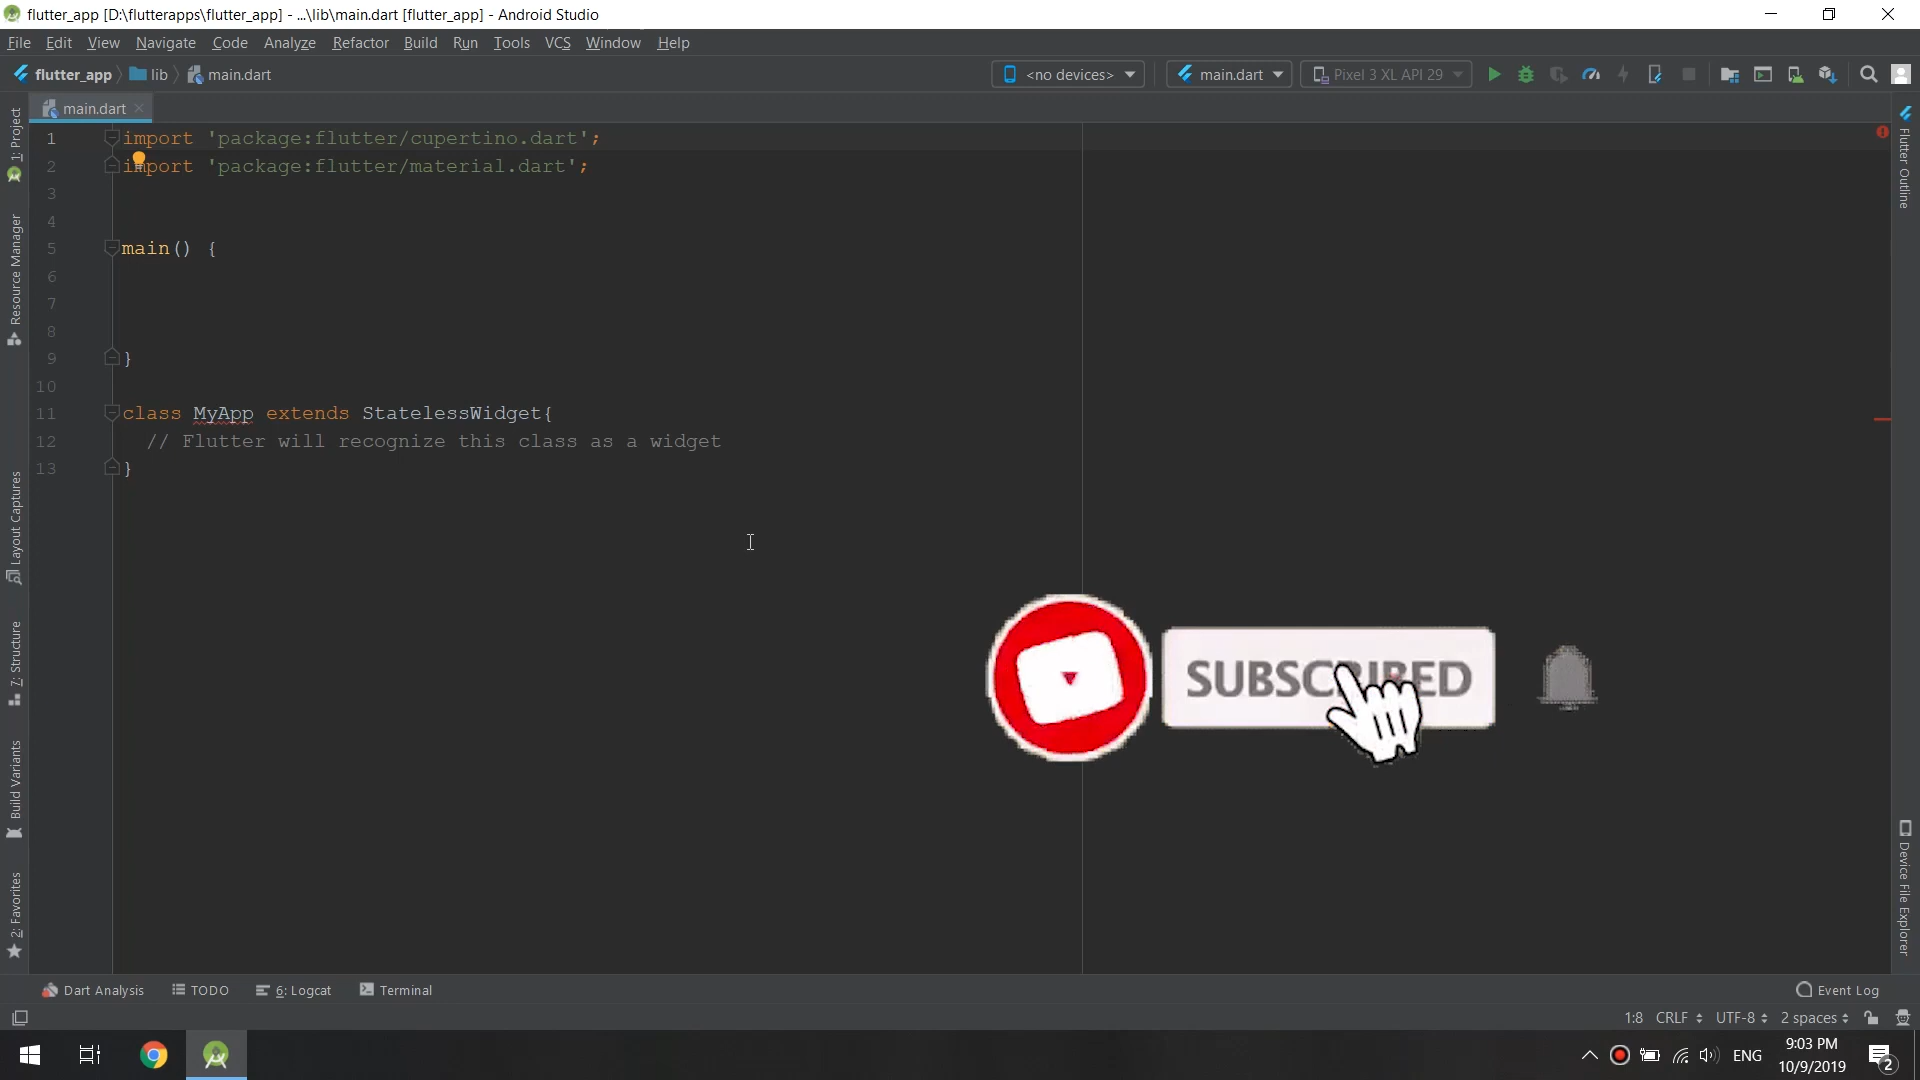 flutter_app [D:\flutterapps\flutter_app] - ...\lib\main.dart [flutter_app] - Android Studio
File Edit View Navigate Code Analyze Refactor Build Run Tools VCS Window Help
flutter_app lib main.dart <no devices> main.dart Pixel 3 XL API 29
main.dart
1: Project
Resource Manager
Layout Captures
7: Structure
Build Variants
2: Favorites
1 import 'package:flutter/cupertino.dart';
2 import 'package:flutter/material.dart';
3
4
5 main() {
6
7
8
9 }
10
11 class MyApp extends StatelessWidget{
12 // Flutter will recognize this class as a widget
13 }
SUBSCRIBED
Flutter Outline
Device File Explorer
Dart Analysis TODO 6: Logcat Terminal Event Log
1:8 CRLF UTF-8 2 spaces
ENG
9:03 PM
10/9/2019
2